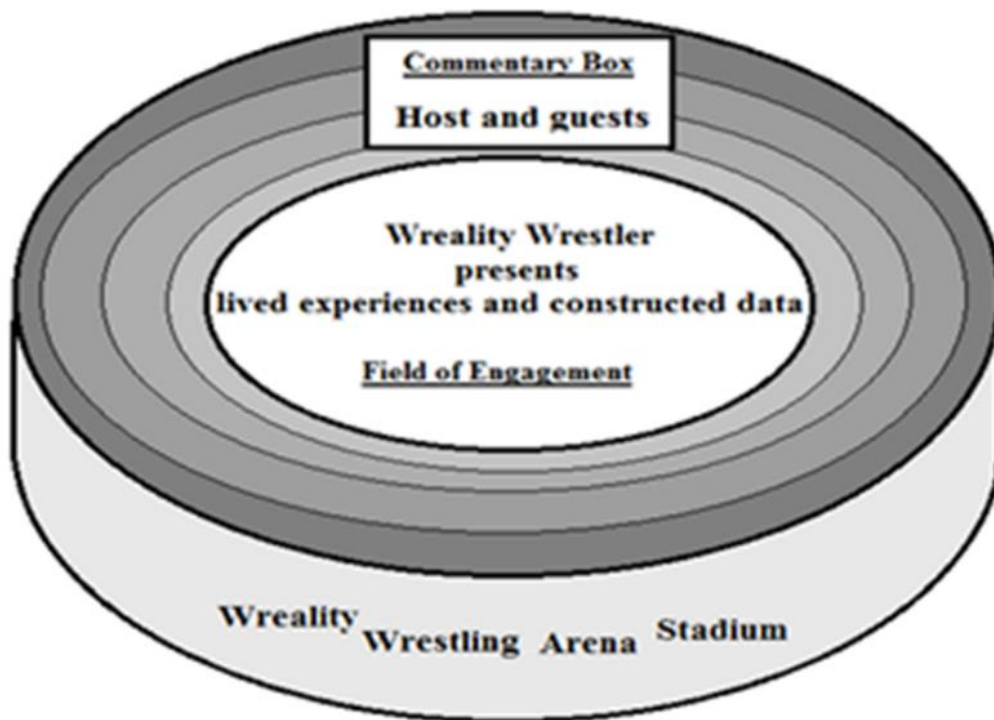 Commentary Box
Host and guests
Wreality Wrestler
presents
lived experiences and constructed data
Field of Engagement
Wreality Wrestling Arena Stadium